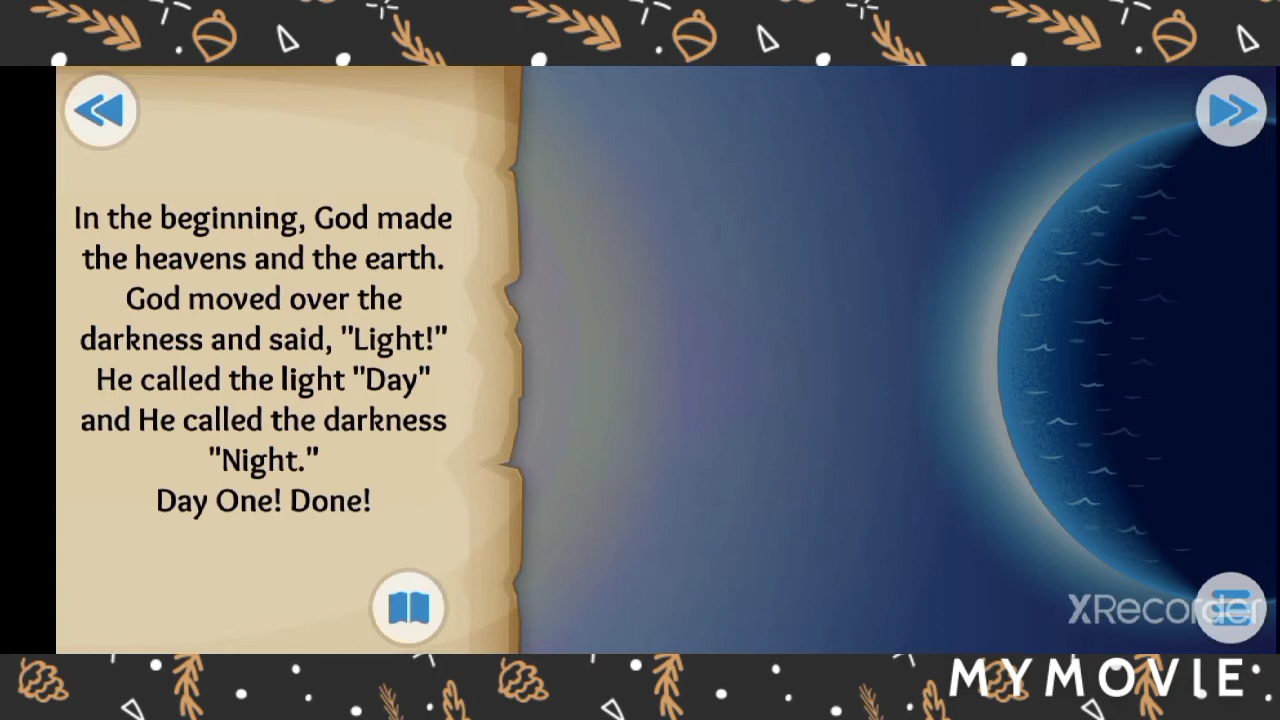 In the beginning, God made
the heavens and the earth.
God moved over the
darkness and said, "Light!"
He called the light "Day"
and He called the darkness
"Night."
Day One! Done!
XRecorder
MYMOVIE